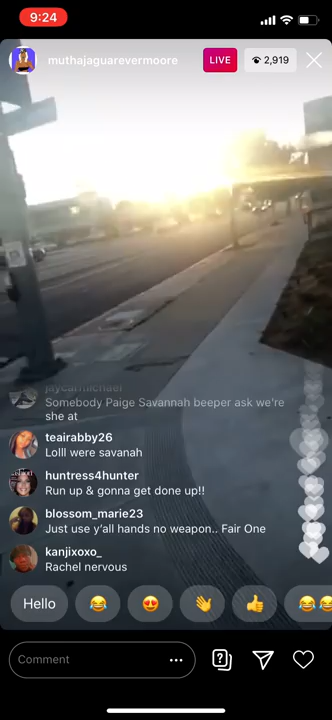 9:24
muthajaguarevermoore
LIVE
2,919
jaycarmichael
Somebody Paige Savannah beeper ask we're
she at
teairabby26
Lolll were savanah
huntress4hunter
Run up & gonna get done up!!
blossom_marie23
Just use y'all hands no weapon.. Fair One
kanjixoxo_
Rachel nervous
Hello
Comment